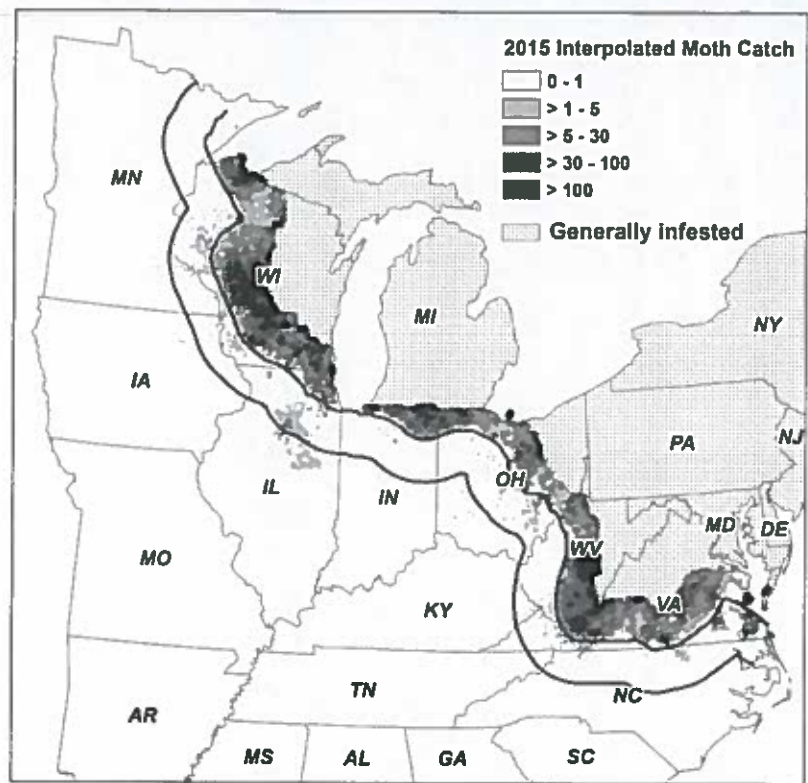 2015 Interpolated Moth Catch
0 - 1
> 1 - 5
> 5 - 30
> 30 - 100
> 100
Generally infested
MN
WI
MI
NY
IA
PA
NJ
OH
MD
DE
IL
IN
WV
MO
VA
KY
TN
NC
AR
MS
AL
GA
SC